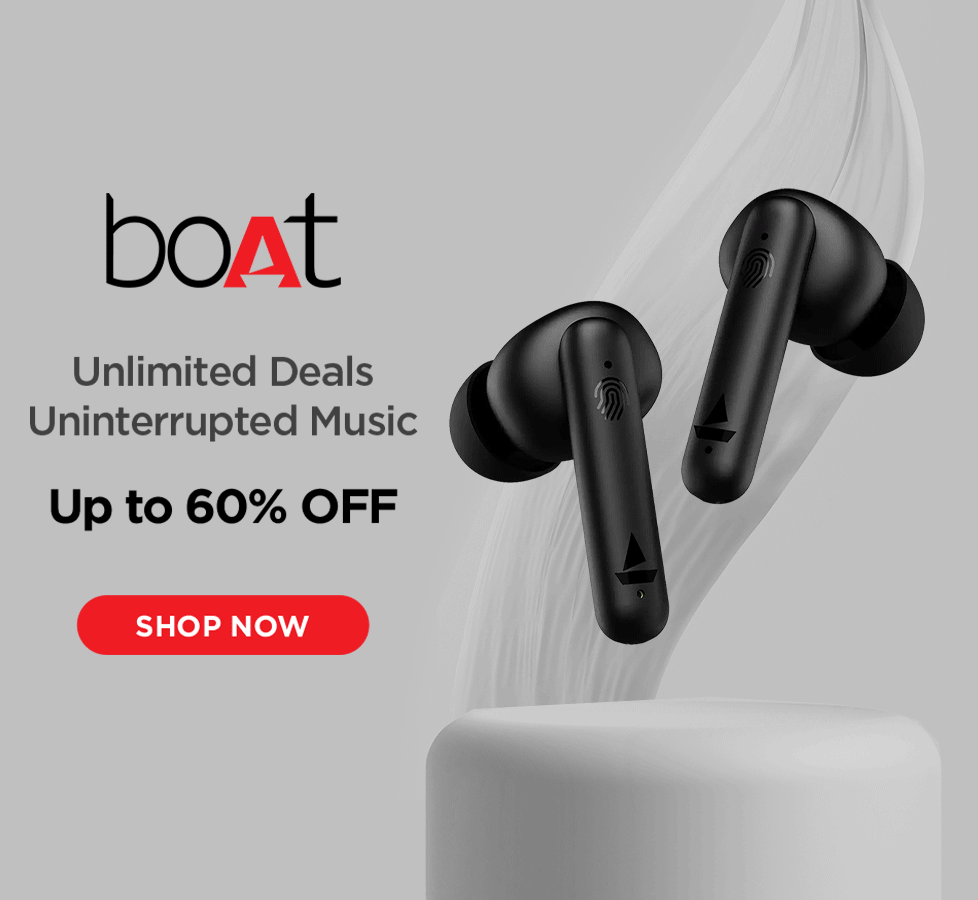 boAt
Unlimited Deals
Uninterrupted Music
Up to 60% OFF
SHOP NOW